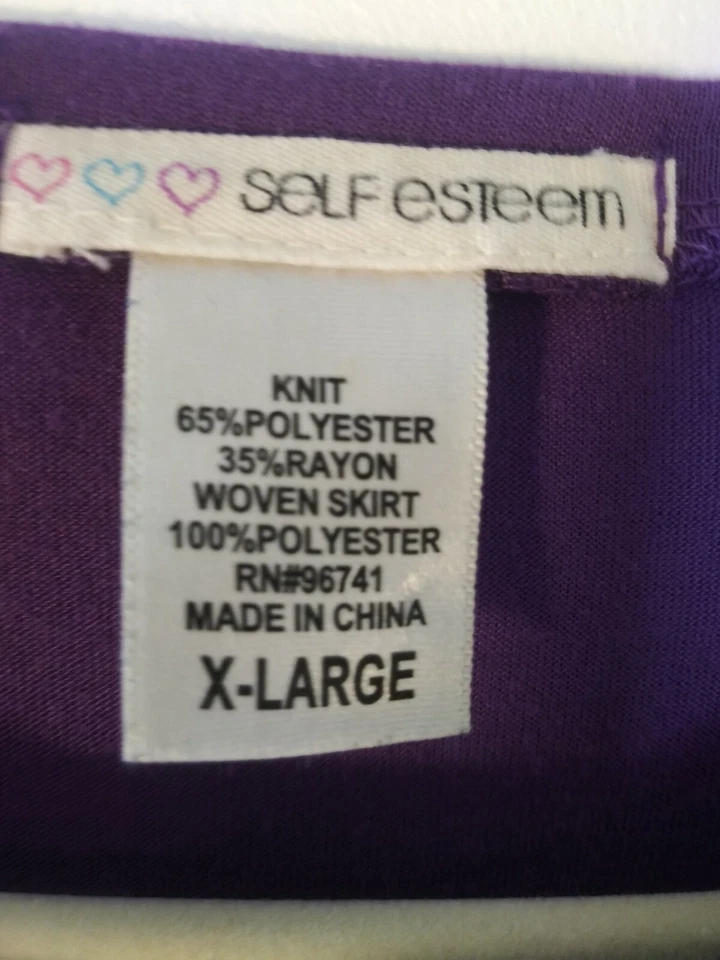 SELF ESTEEM
KNIT
65%POLYESTER
35%RAYON
WOVEN SKIRT
100%POLYESTER
RN#96741
MADE IN CHINA
X-LARGE